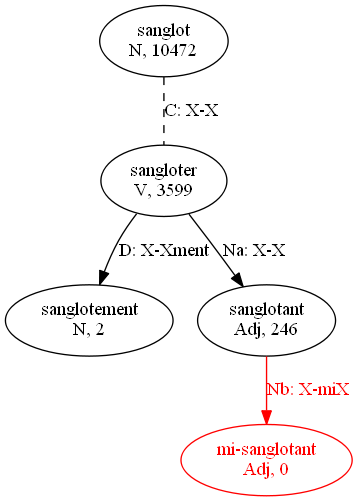 sanglot
N, 10472
C: X-X
sangloter
V, 3599
D: X-Xment
Na: X-X
sanglotement
N, 2
sanglotant
Adj, 246
Nb: X-miX
mi-sanglotant
Adj, 0